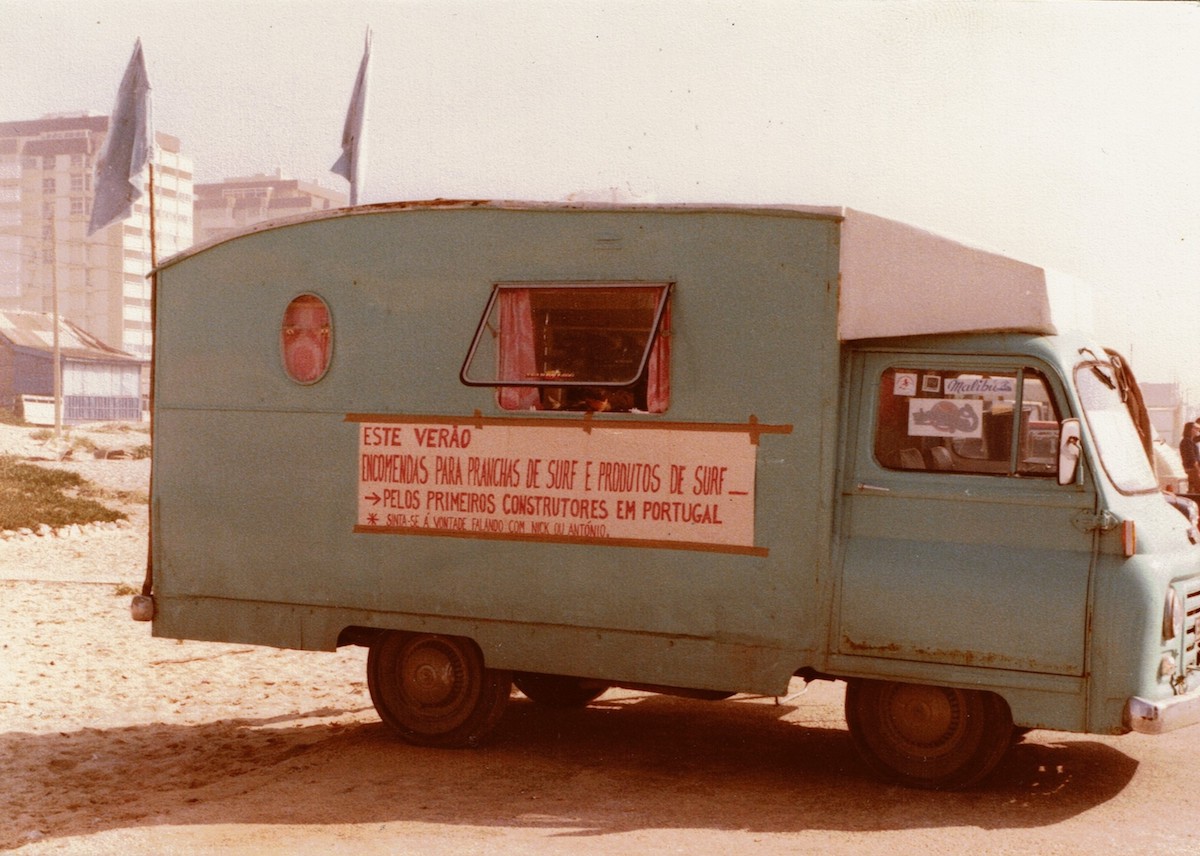 Malibu
ESTE VERÃO
ENCOMENDAS PARA PRANCHAS DE SURF E PRODUTOS DE SURF —
→ PELOS PRIMEIROS CONSTRUTORES EM PORTUGAL
* SINTA-SE Á VONTADE FALANDO COM NICK OU ANTÓNIO.